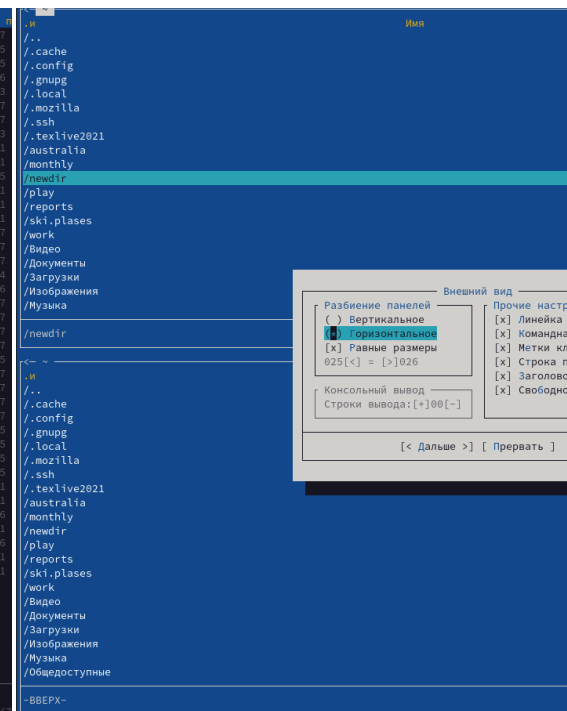 <— ~
.и Имя
/..
/.cache
/.config
/.gnupg
/.local
/.mozilla
/.ssh
/.texlive2021
/australia
/monthly
/newdir
/play
/reports
/ski.plases
/work
/Видео
/Документы
/Загрузки
/Изображения
/Музыка
/newdir
Внешний вид
Разбиение панелей
( ) Вертикальное
(*) Горизонтальное
[x] Равные размеры
025[<] = [>]026
Консольный вывод
Строки вывода:[+]00[-]
Прочие настр
[x] Линейка
[x] Командна
[x] Метки кл
[x] Строка п
[x] Заголово
[x] Свободно
[< Дальше >] [ Прервать ]
<— ~
.и
/..
/.cache
/.config
/.gnupg
/.local
/.mozilla
/.ssh
/.texlive2021
/australia
/monthly
/newdir
/play
/reports
/ski.plases
/work
/Видео
/Документы
/Загрузки
/Изображения
/Музыка
/Общедоступные
-ВВЕРХ-